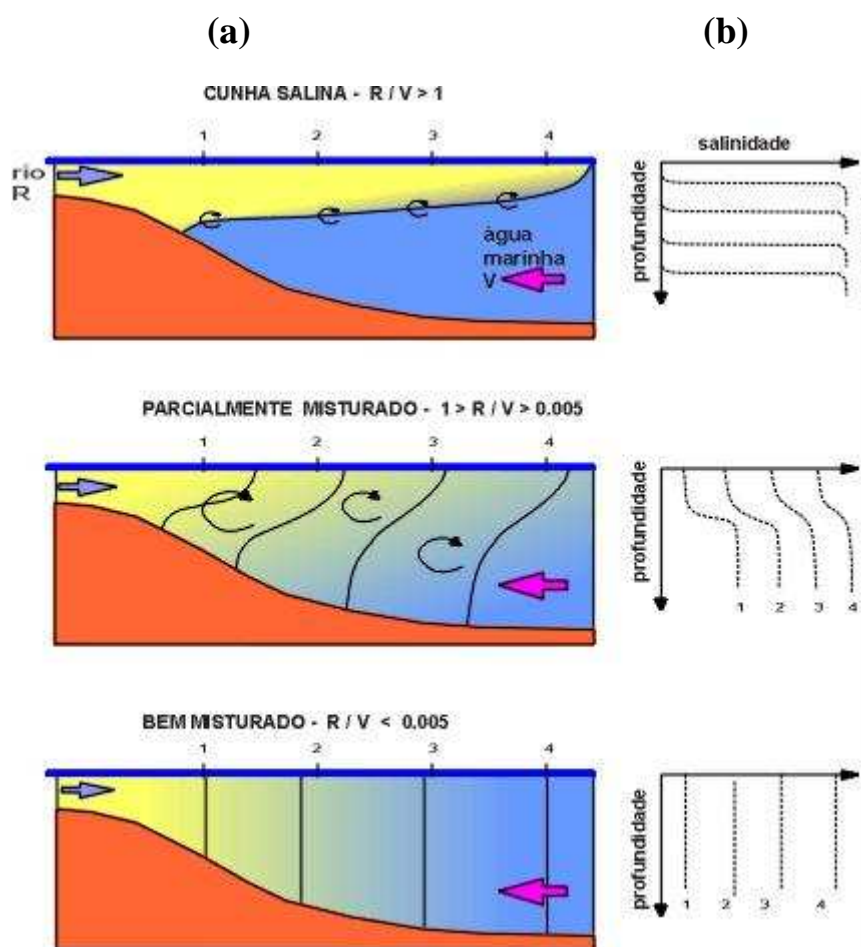 (a) (b)
CUNHA SALINA - R / V > 1
1 2 3 4
rio
R
água
marinha
V
salinidade
profundidade
PARCIALMENTE MISTURADO - 1 > R / V > 0.005
1 2 3 4
profundidade
1 2 3 4
BEM MISTURADO - R / V < 0.005
1 2 3 4
profundidade
1 2 3 4